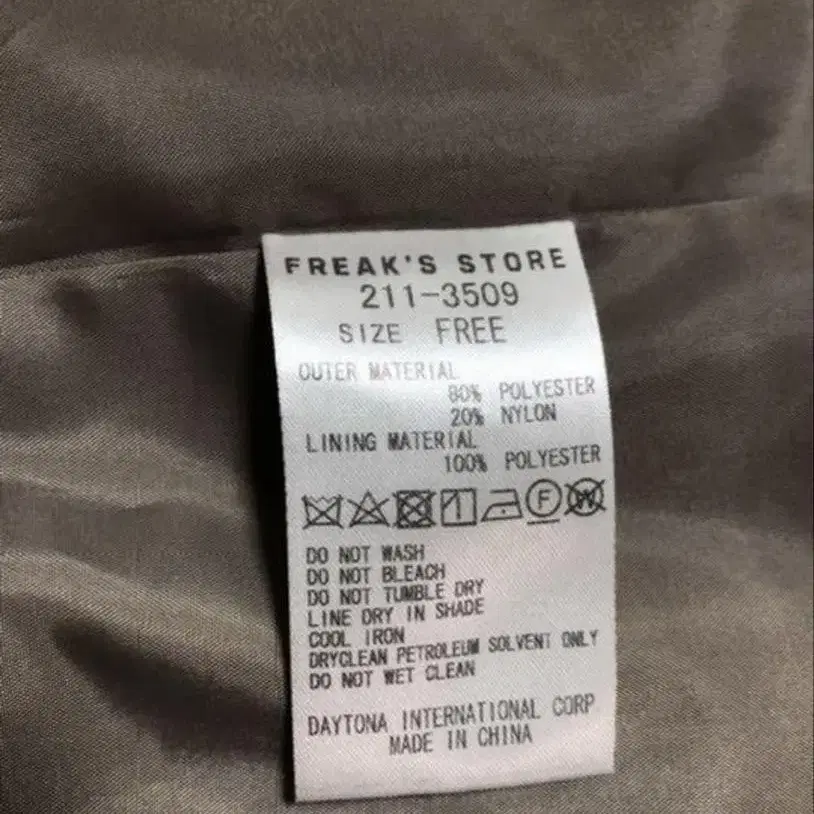 FREAK'S STORE
211-3509
SIZE FREE
OUTER MATERIAL
80% POLYESTER
20% NYLON
LINING MATERIAL
100% POLYESTER
F W
DO NOT WASH
DO NOT BLEACH
DO NOT TUMBLE DRY
LINE DRY IN SHADE
COOL IRON
DRYCLEAN PETROLEUM SOLVENT ONLY
DO NOT WET CLEAN
DAYTONA INTERNATIONAL CORP
MADE IN CHINA